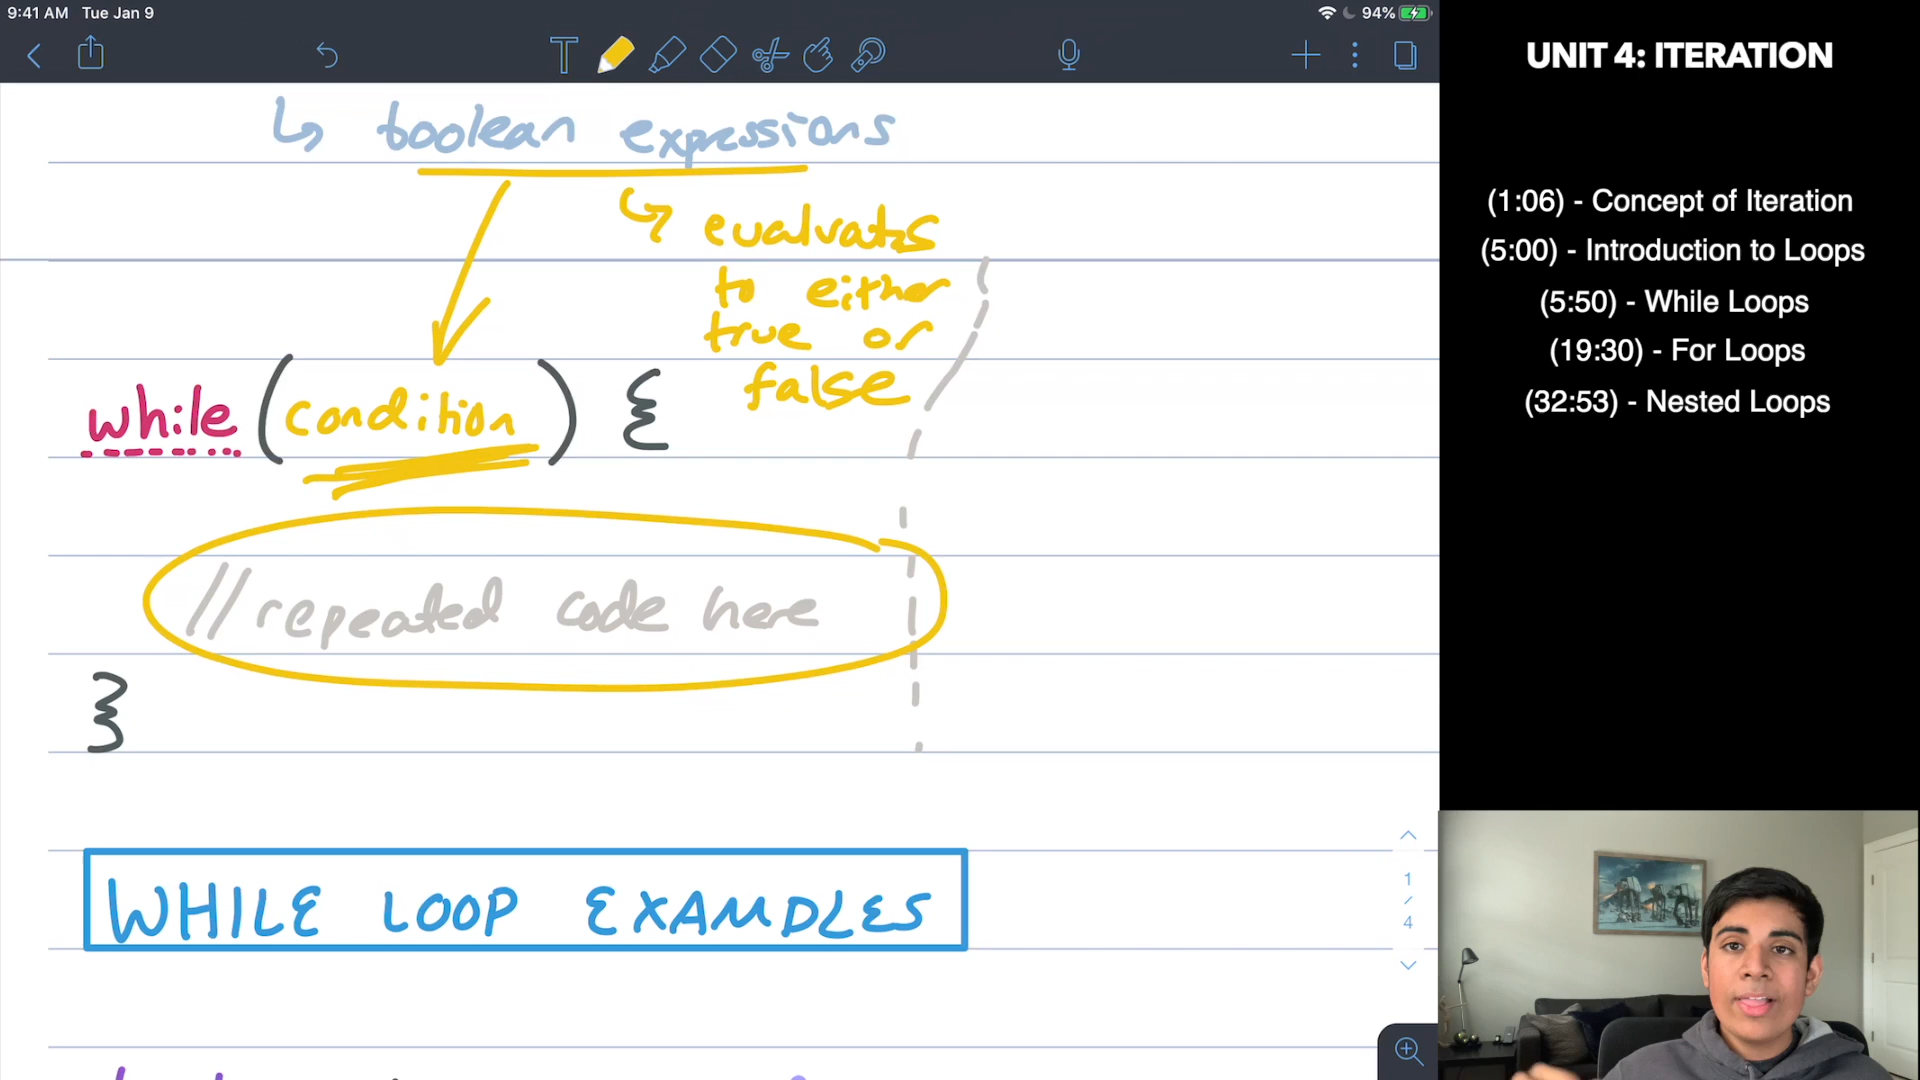 9:41 AM Tue Jan 9
94%
↳ boolean expressions
↳ evaluates
to either
true or
false
while (condition) {
// repeated code here
}
WHILE LOOP EXAMPLES
1
/
4
UNIT 4: ITERATION
(1:06) - Concept of Iteration
(5:00) - Introduction to Loops
(5:50) - While Loops
(19:30) - For Loops
(32:53) - Nested Loops